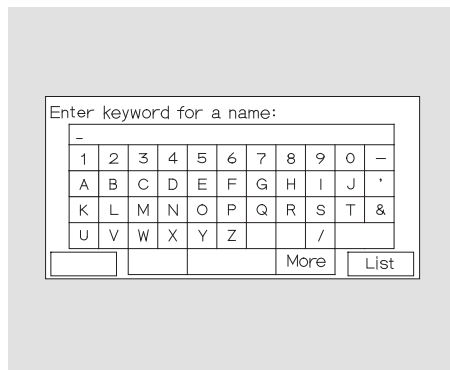 Enter keyword for a name:
_
1 2 3 4 5 6 7 8 9 0 –
A B C D E F G H I J '
K L M N O P Q R S T &
U V W X Y Z /
More List